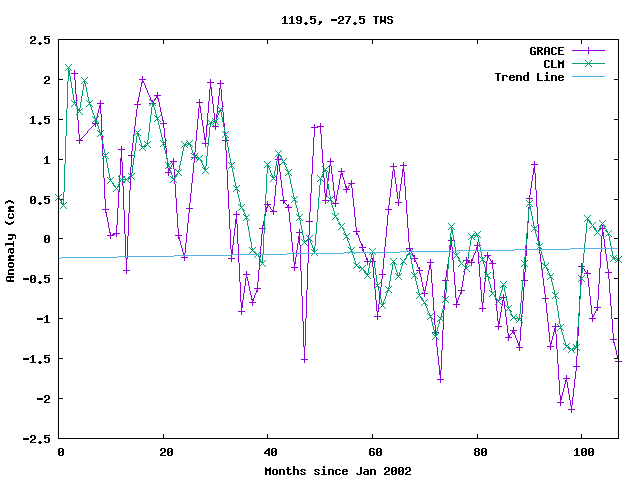 119.5, -27.5 TWS
GRACE
CLM
Trend Line
2.5
2
1.5
1
0.5
0
-0.5
-1
-1.5
-2
-2.5
Anomaly (cm)
0 20 40 60 80 100
Months since Jan 2002